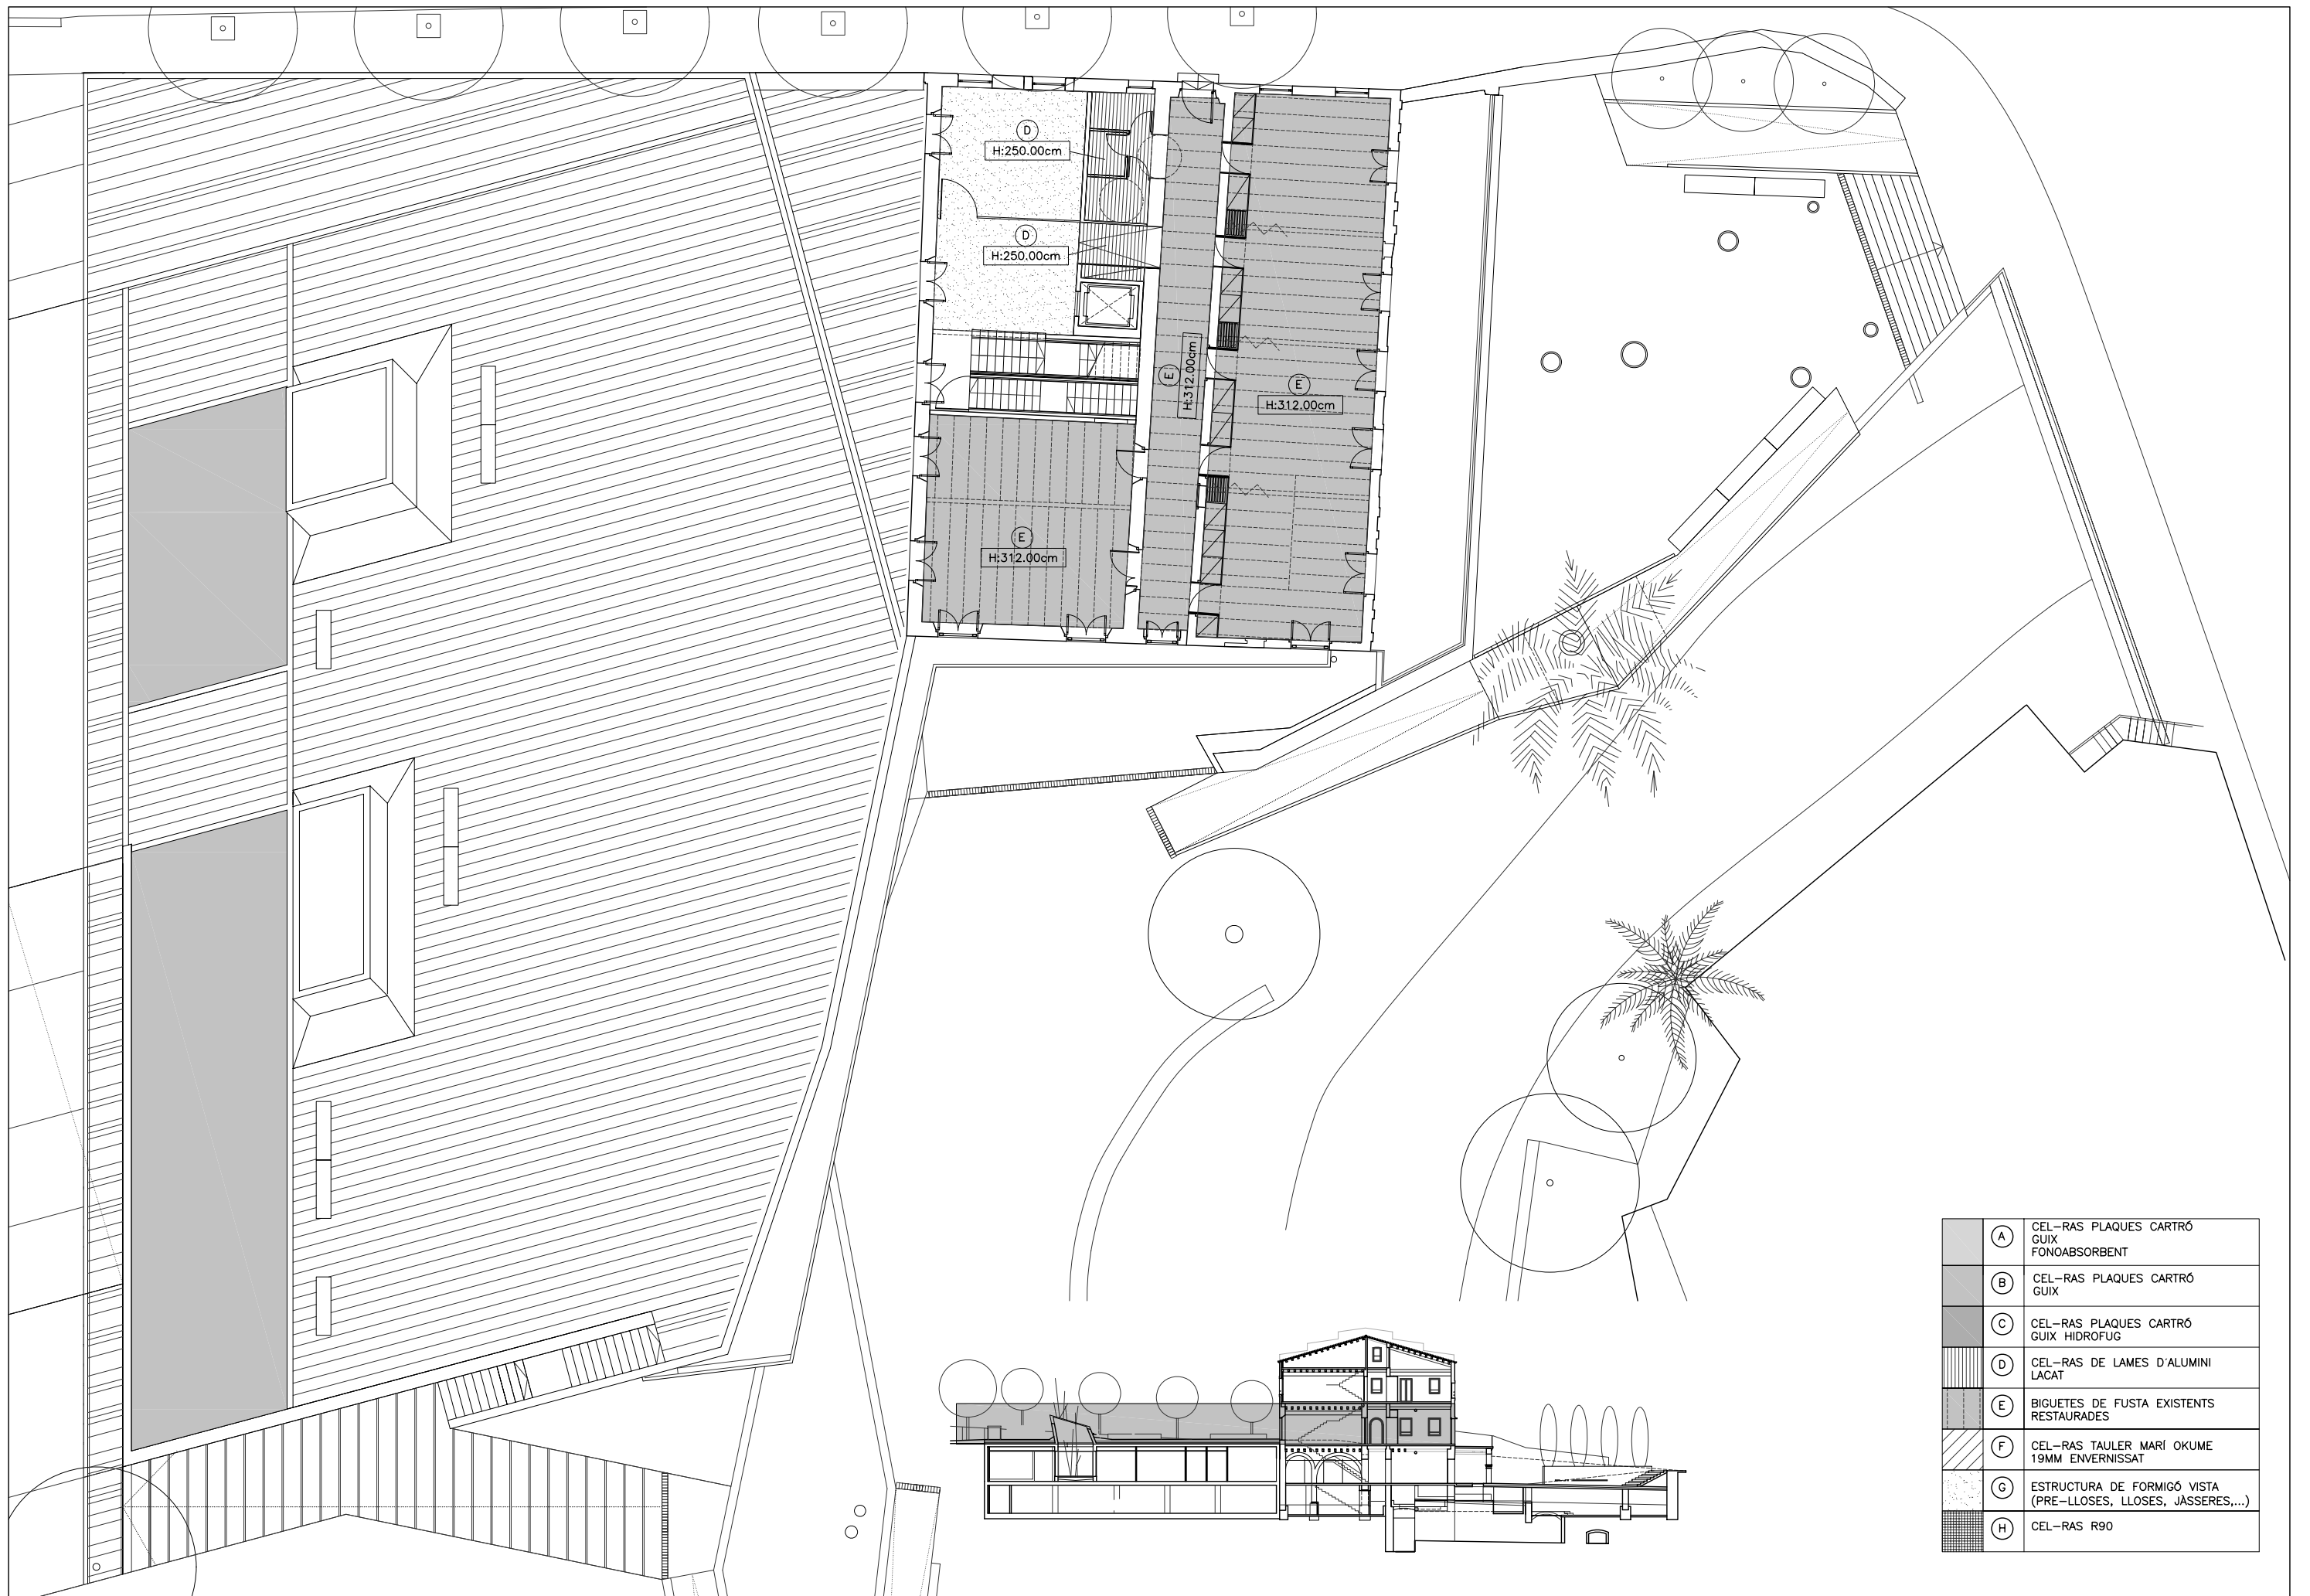 D
H:250.00cm
D
H:250.00cm
E
H:312.00cm
E
H:312.00cm
E
H:312.00cm
A
CEL-RAS PLAQUES CARTRÓ
GUIX
FONOABSORBENT
B
CEL-RAS PLAQUES CARTRÓ
GUIX
C
CEL-RAS PLAQUES CARTRÓ
GUIX HIDROFUG
D
CEL-RAS DE LAMES D'ALUMINI
LACAT
E
BIGUETES DE FUSTA EXISTENTS
RESTAURADES
F
CEL-RAS TAULER MARÍ OKUME
19MM ENVERNISSAT
G
ESTRUCTURA DE FORMIGÓ VISTA
(PRE-LLOSES, LLOSES, JÀSSERES,...)
H
CEL-RAS R90